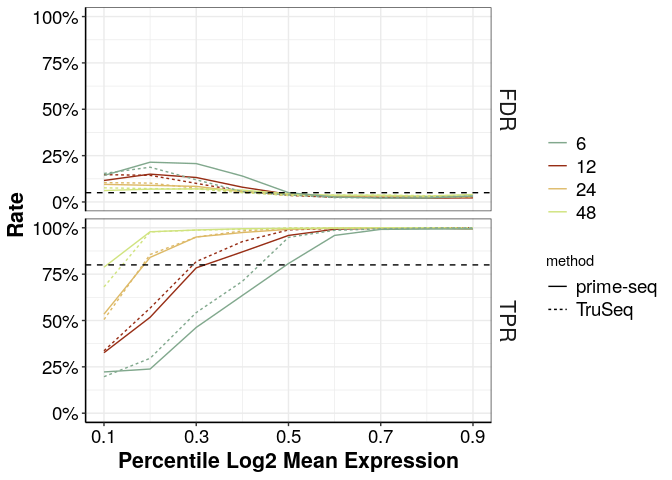 100%
75%
50%
25%
0%
FDR
100%
75%
50%
25%
0%
TPR
Rate
0.1 0.3 0.5 0.7 0.9
Percentile Log2 Mean Expression
6
12
24
48
method
prime-seq
TruSeq